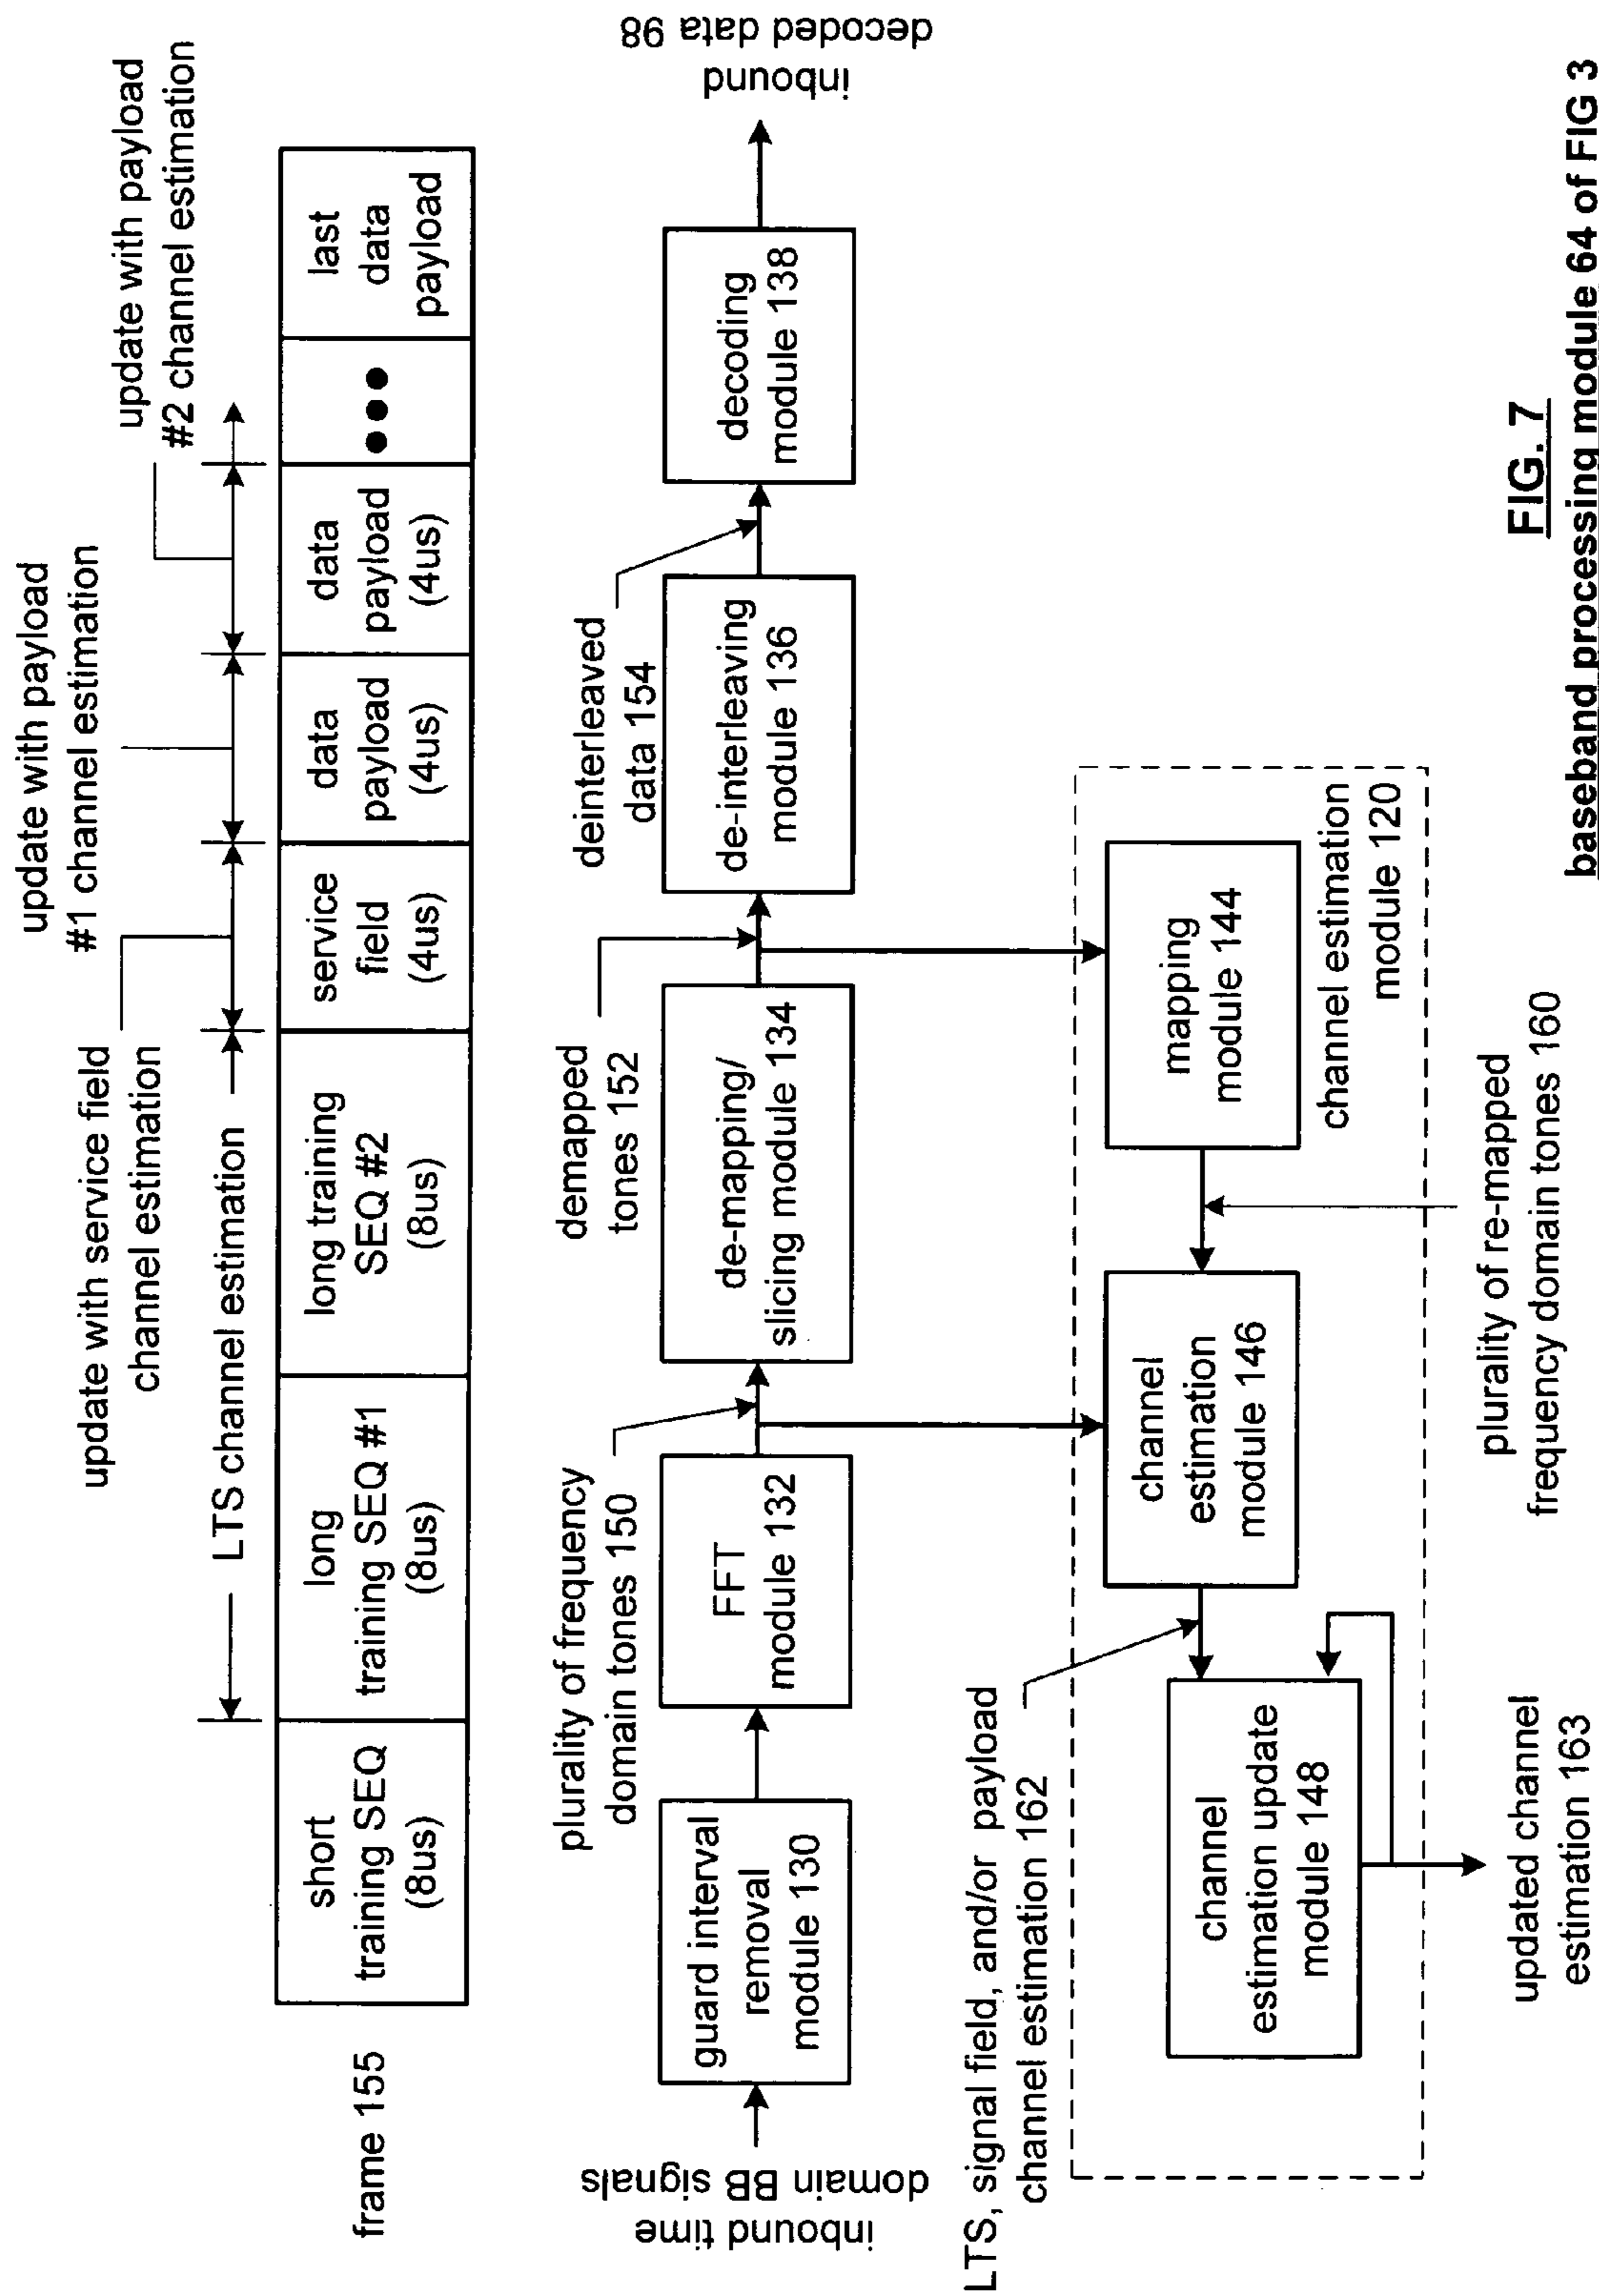 update with payload
#1 channel estimation
update with payload
#2 channel estimation
update with service field
channel estimation
LTS channel estimation
frame 155
short
training SEQ
(8us)
long
training SEQ #1
(8us)
long training
SEQ #2
(8us)
service
field
(4us)
data
payload
(4us)
data
payload
(4us)
last
data
payload
inbound time
domain BB signals
guard interval
removal
module 130
plurality of frequency
domain tones 150
FFT
module 132
de-mapping/
slicing module 134
demapped
tones 152
de-interleaving
module 136
deinterleaved
data 154
decoding
module 138
inbound
decoded data 98
LTS, signal field, and/or payload
channel estimation 162
channel
estimation update
module 148
channel
estimation
module 146
mapping
module 144
channel estimation
module 120
updated channel
estimation 163
plurality of re-mapped
frequency domain tones 160
FIG. 7
baseband processing module 64 of FIG 3